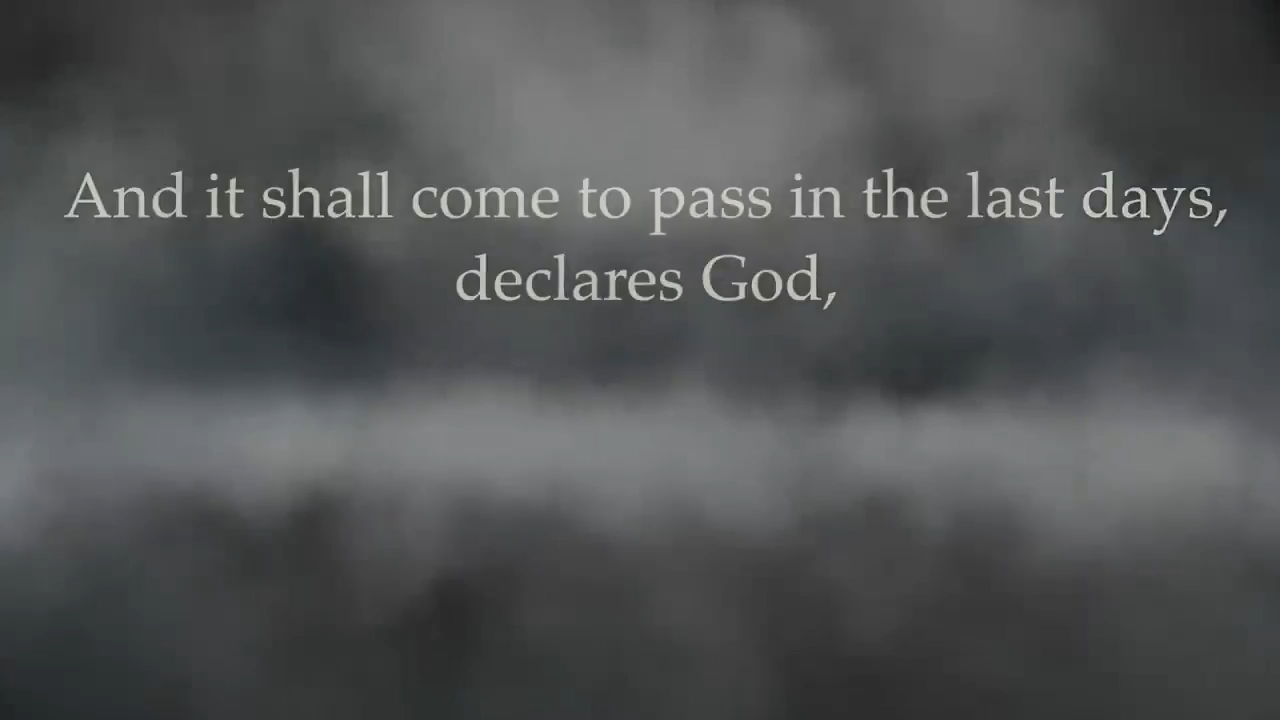 And it shall come to pass in the last days,
declares God,